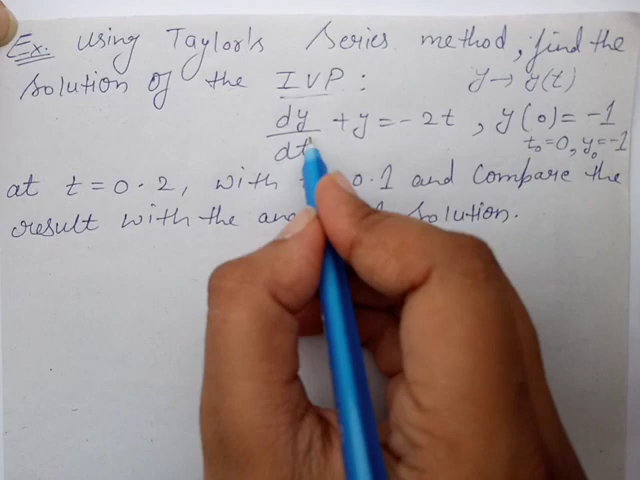 Ex. Using Taylor's Series method, find the
solution of the IVP : y → y(t)
dy/dt + y = -2t , y(0) = -1
t₀=0, y₀=-1
at t = 0.2, with 0.1 and compare the
result with the solution.